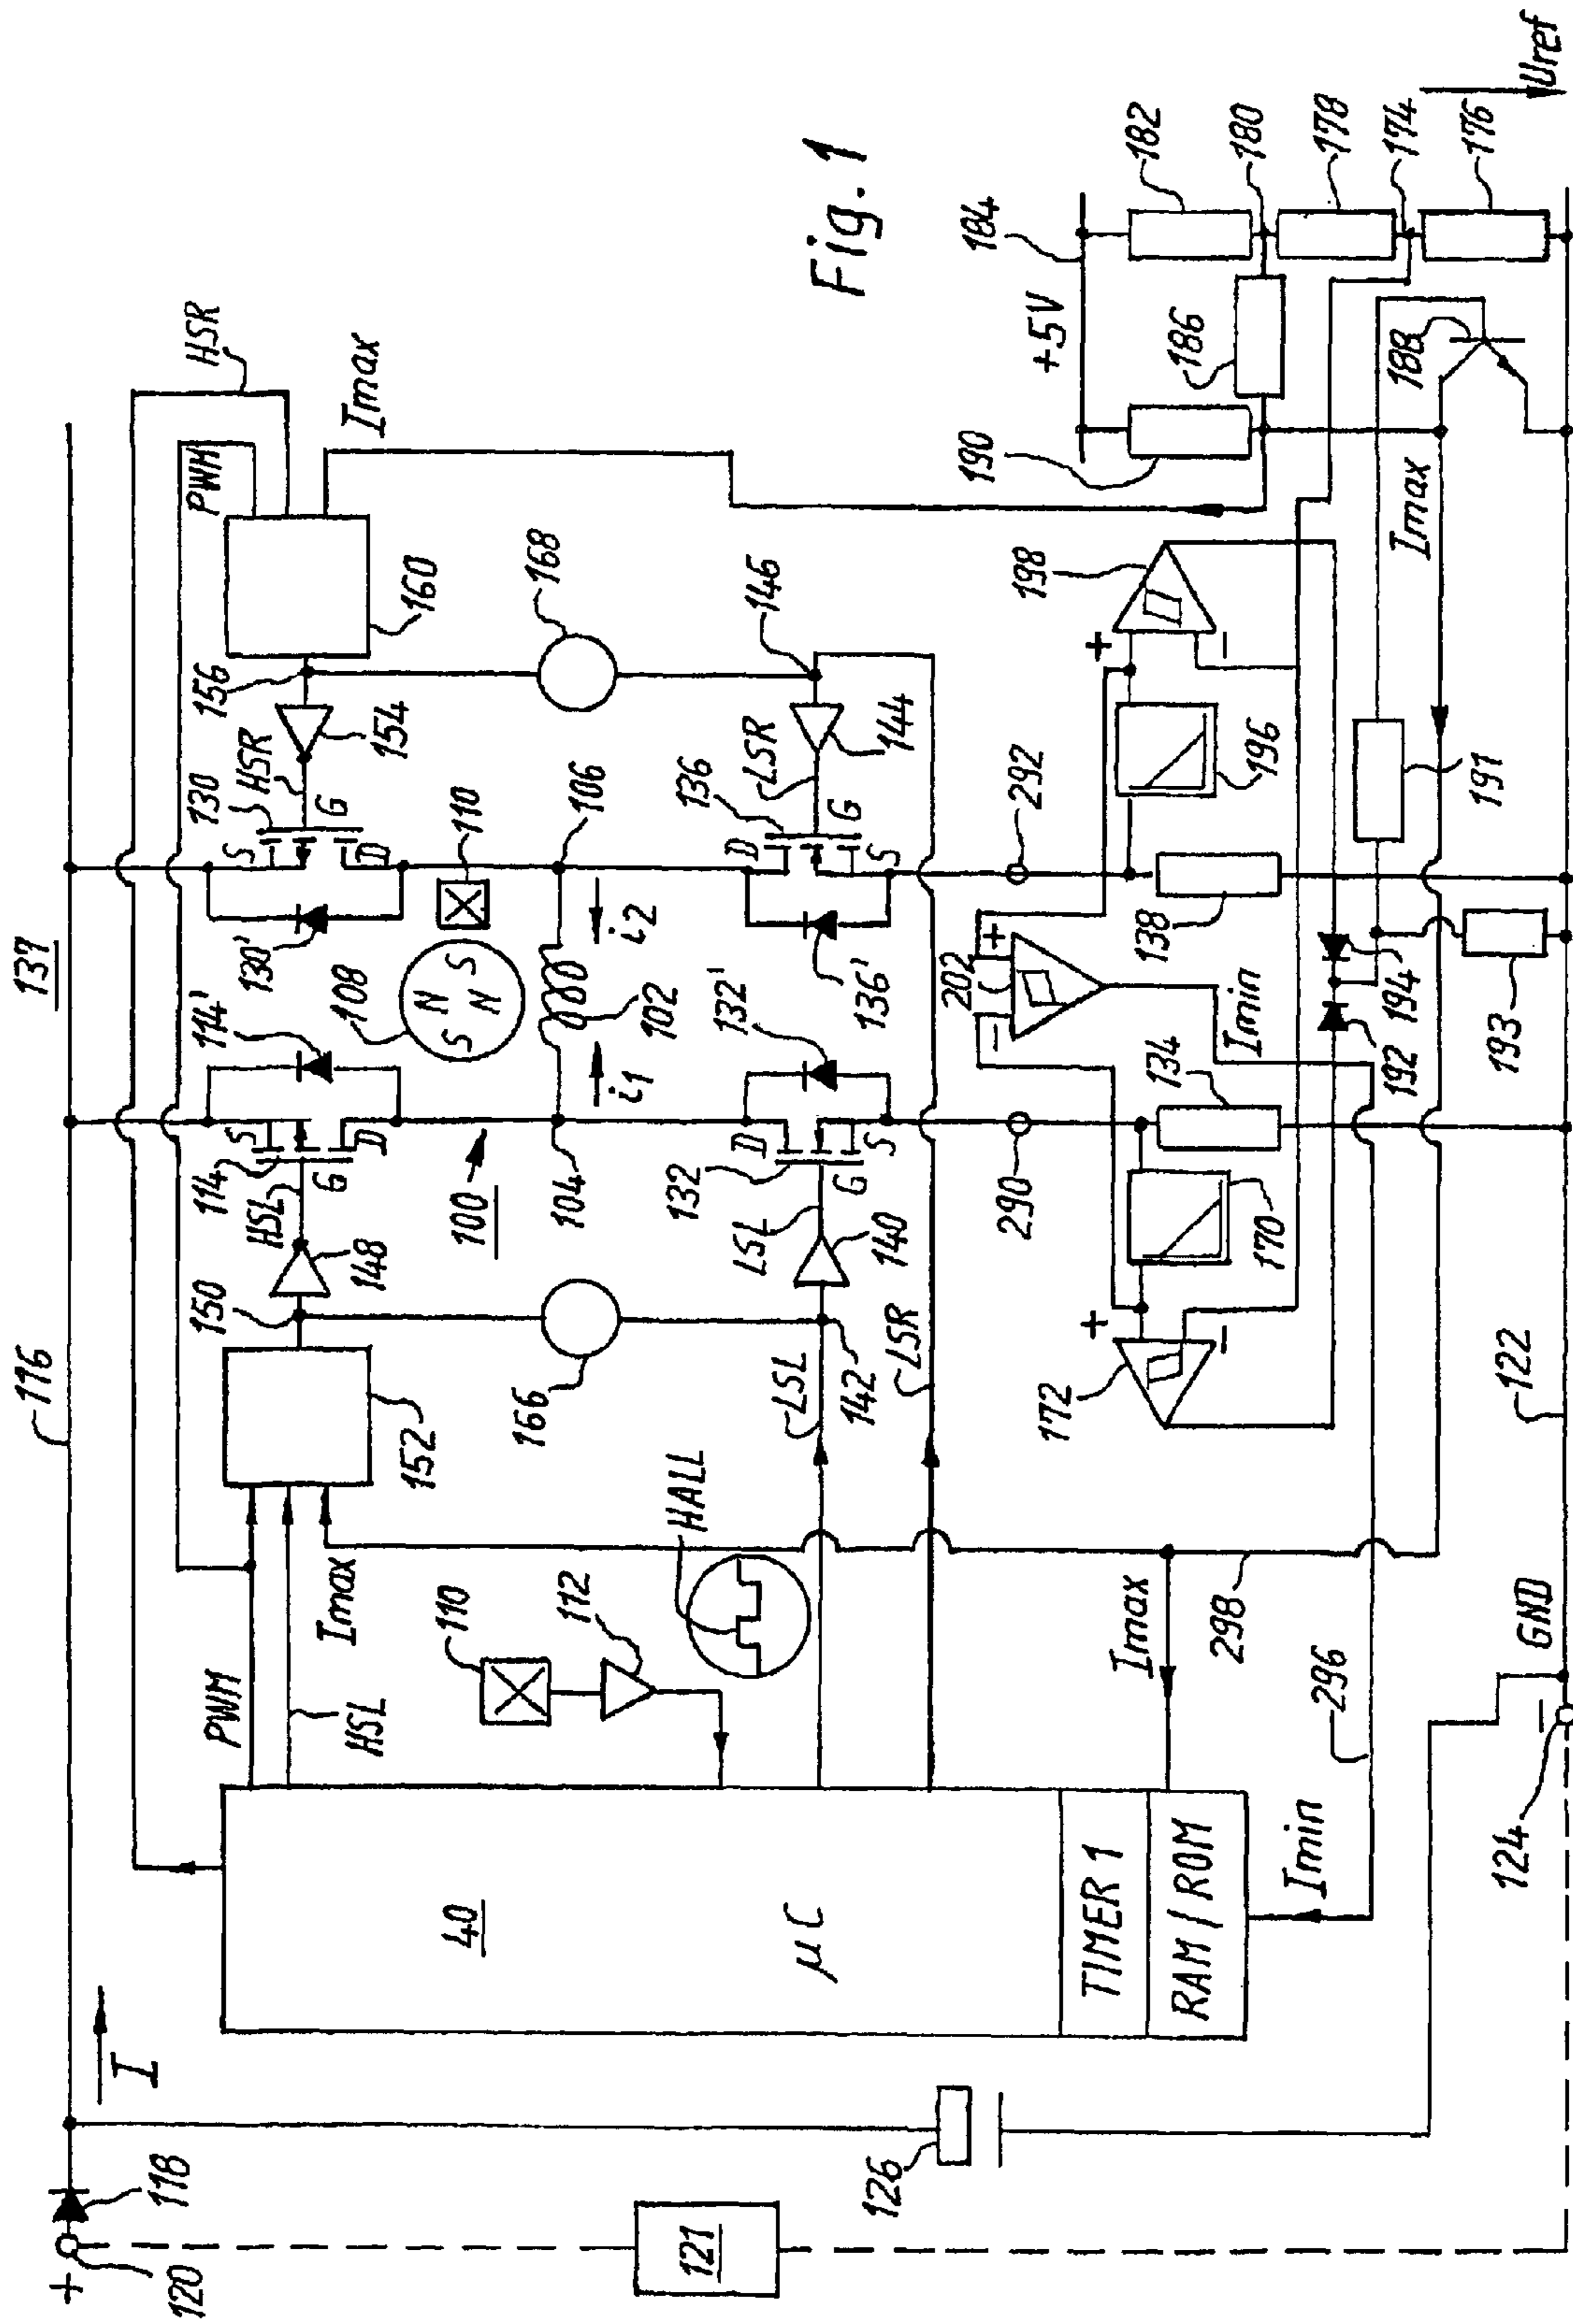 Fig. 1
137
116
I
+
120
118
121
126
124
–
GND
122
40
µC
TIMER 1
RAM / ROM
PWM
HSL
Imax
152
150
148
HSL
114
S
G
D
114'
100
104
166
LSL
142
LSR
140
LSL
132
D
G
S
132'
HALL
110
112
108
S
N
N
S
110
102
i1
i2
106
130'
130
S
G
D
HSR
154
156
160
PWM
HSR
Imax
168
146
144
LSR
136
D
G
S
136'
290
292
202
–
+
Imin
134
138
170
172
+
–
196
198
+
–
192
194'
193
191
Imax
298
296
Imin
Imax
188
190
186
+5V
184
182
180
178
174
176
Uref